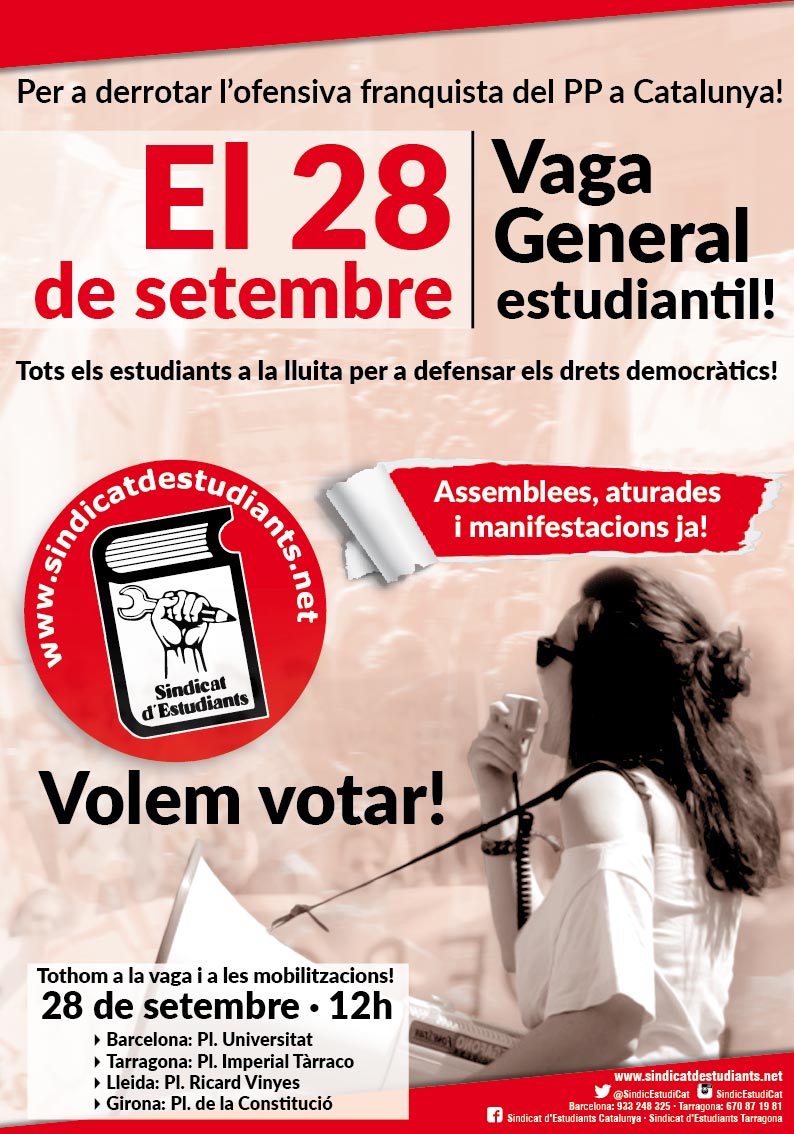 Per a derrotar l'ofensiva franquista del PP a Catalunya!
El 28
de setembre
Vaga
General
estudiantil!
Tots els estudiants a la lluita per a defensar els drets democràtics!
www.sindicatdestudiants.net
Sindicat
d'Estudiants
Assemblees, aturades
i manifestacions ja!
Volem votar!
Tothom a la vaga i a les mobilitzacions!
28 de setembre · 12h
Barcelona: Pl. Universitat
Tarragona: Pl. Imperial Tàrraco
Lleida: Pl. Ricard Vinyes
Girona: Pl. de la Constitució
www.sindicatdestudiants.net
@SindicEstudiCat SindicEstudiCat
Barcelona: 933 248 325 · Tarragona: 670 87 19 81
Sindicat d'Estudiants Catalunya · Sindicat d'Estudiants Tarragona